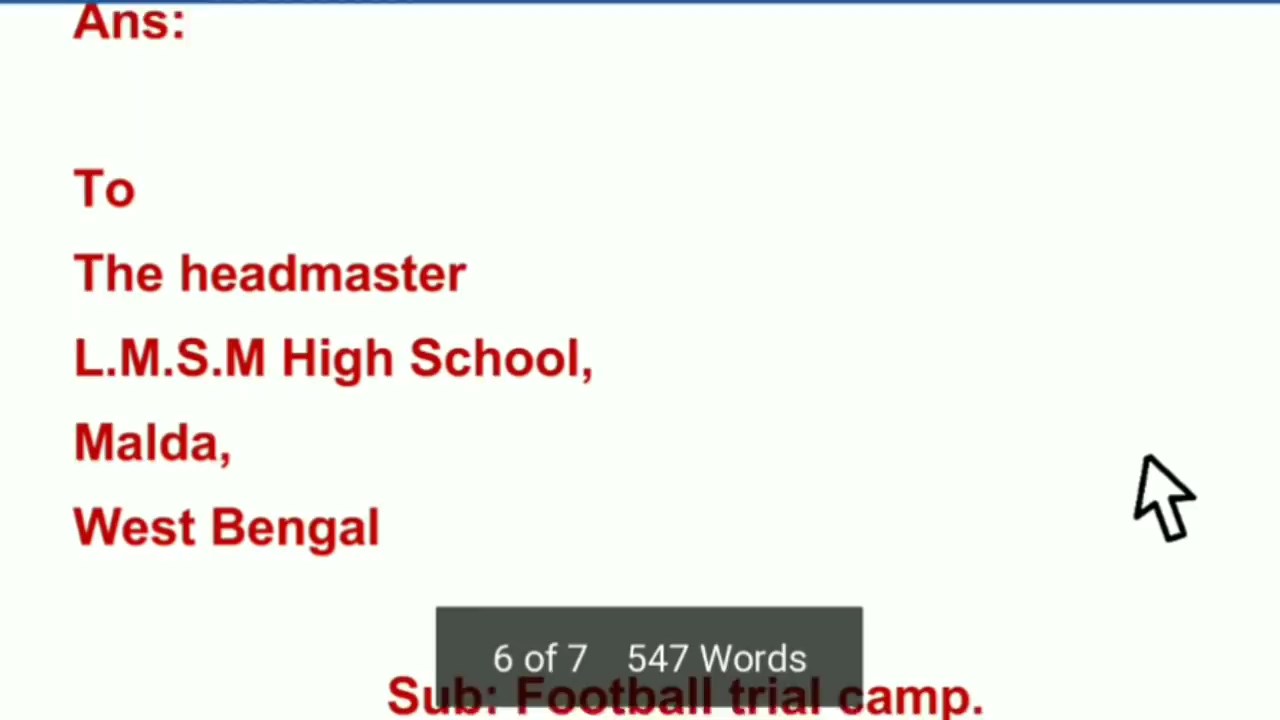 Ans:
To
The headmaster
L.M.S.M High School,
Malda,
West Bengal
6 of 7 547 Words
Sub: Football trial camp.